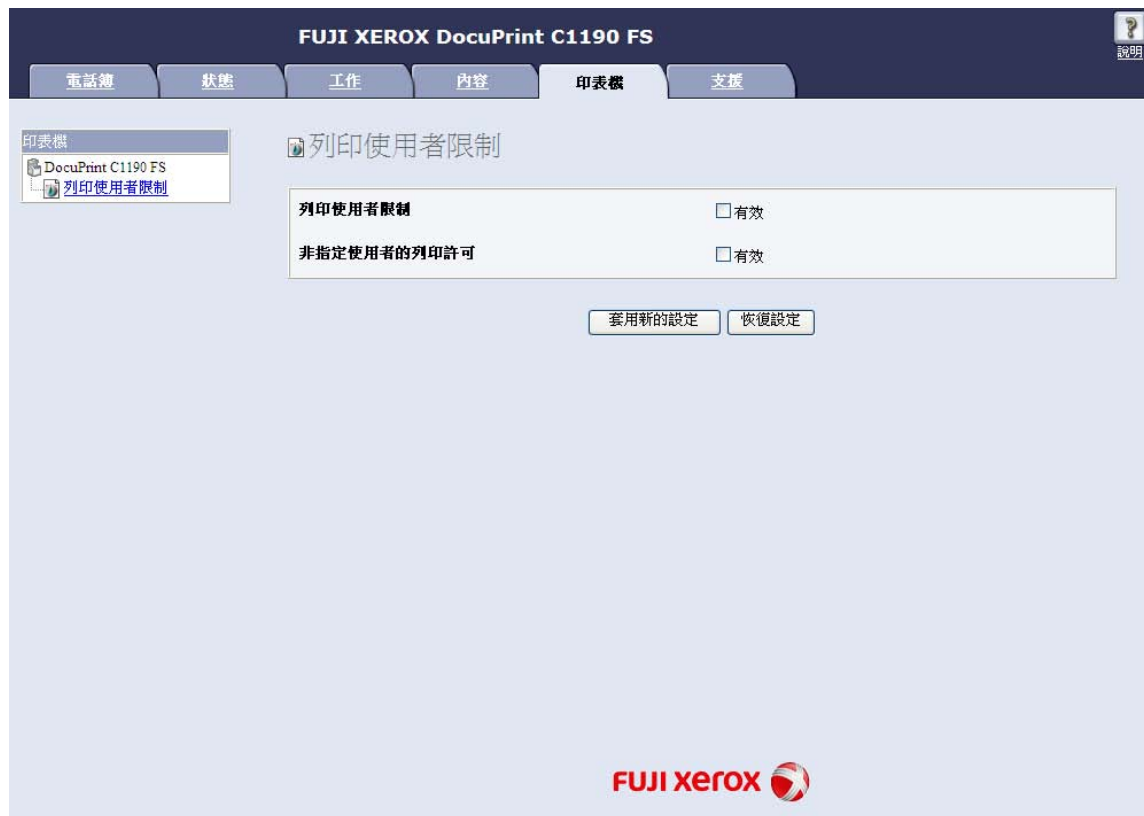 FUJI XEROX DocuPrint C1190 FS
說明
電話簿 狀態 工作 內容 印表機 支援
印表機
DocuPrint C1190 FS
列印使用者限制
列印使用者限制
列印使用者限制 有效
非指定使用者的列印許可 有效
套用新的設定 恢復設定
FUJI xerox